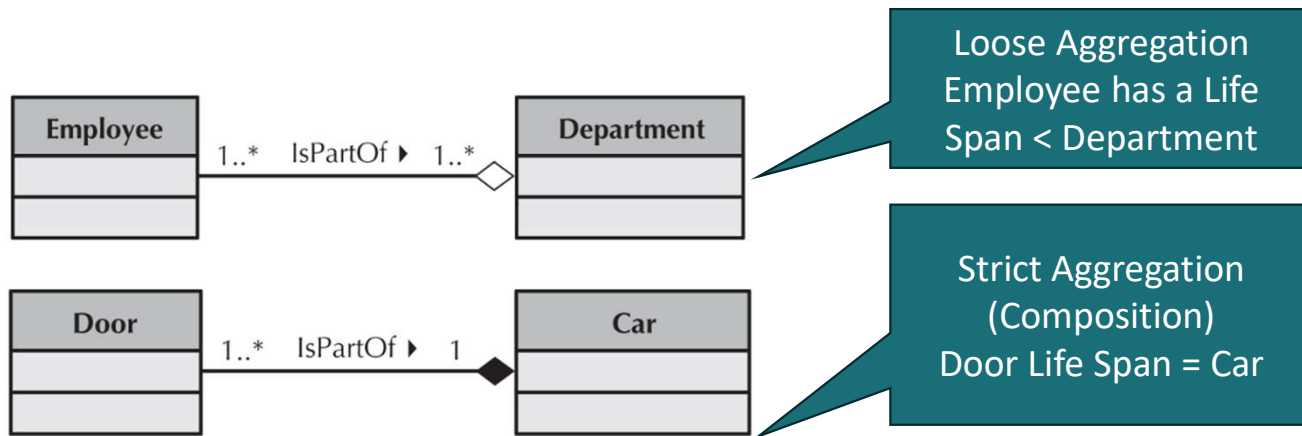 Employee
1..* IsPartOf ▸ 1..*
Department
Loose Aggregation
Employee has a Life
Span < Department
Door
1..* IsPartOf ▸ 1
Car
Strict Aggregation
(Composition)
Door Life Span = Car